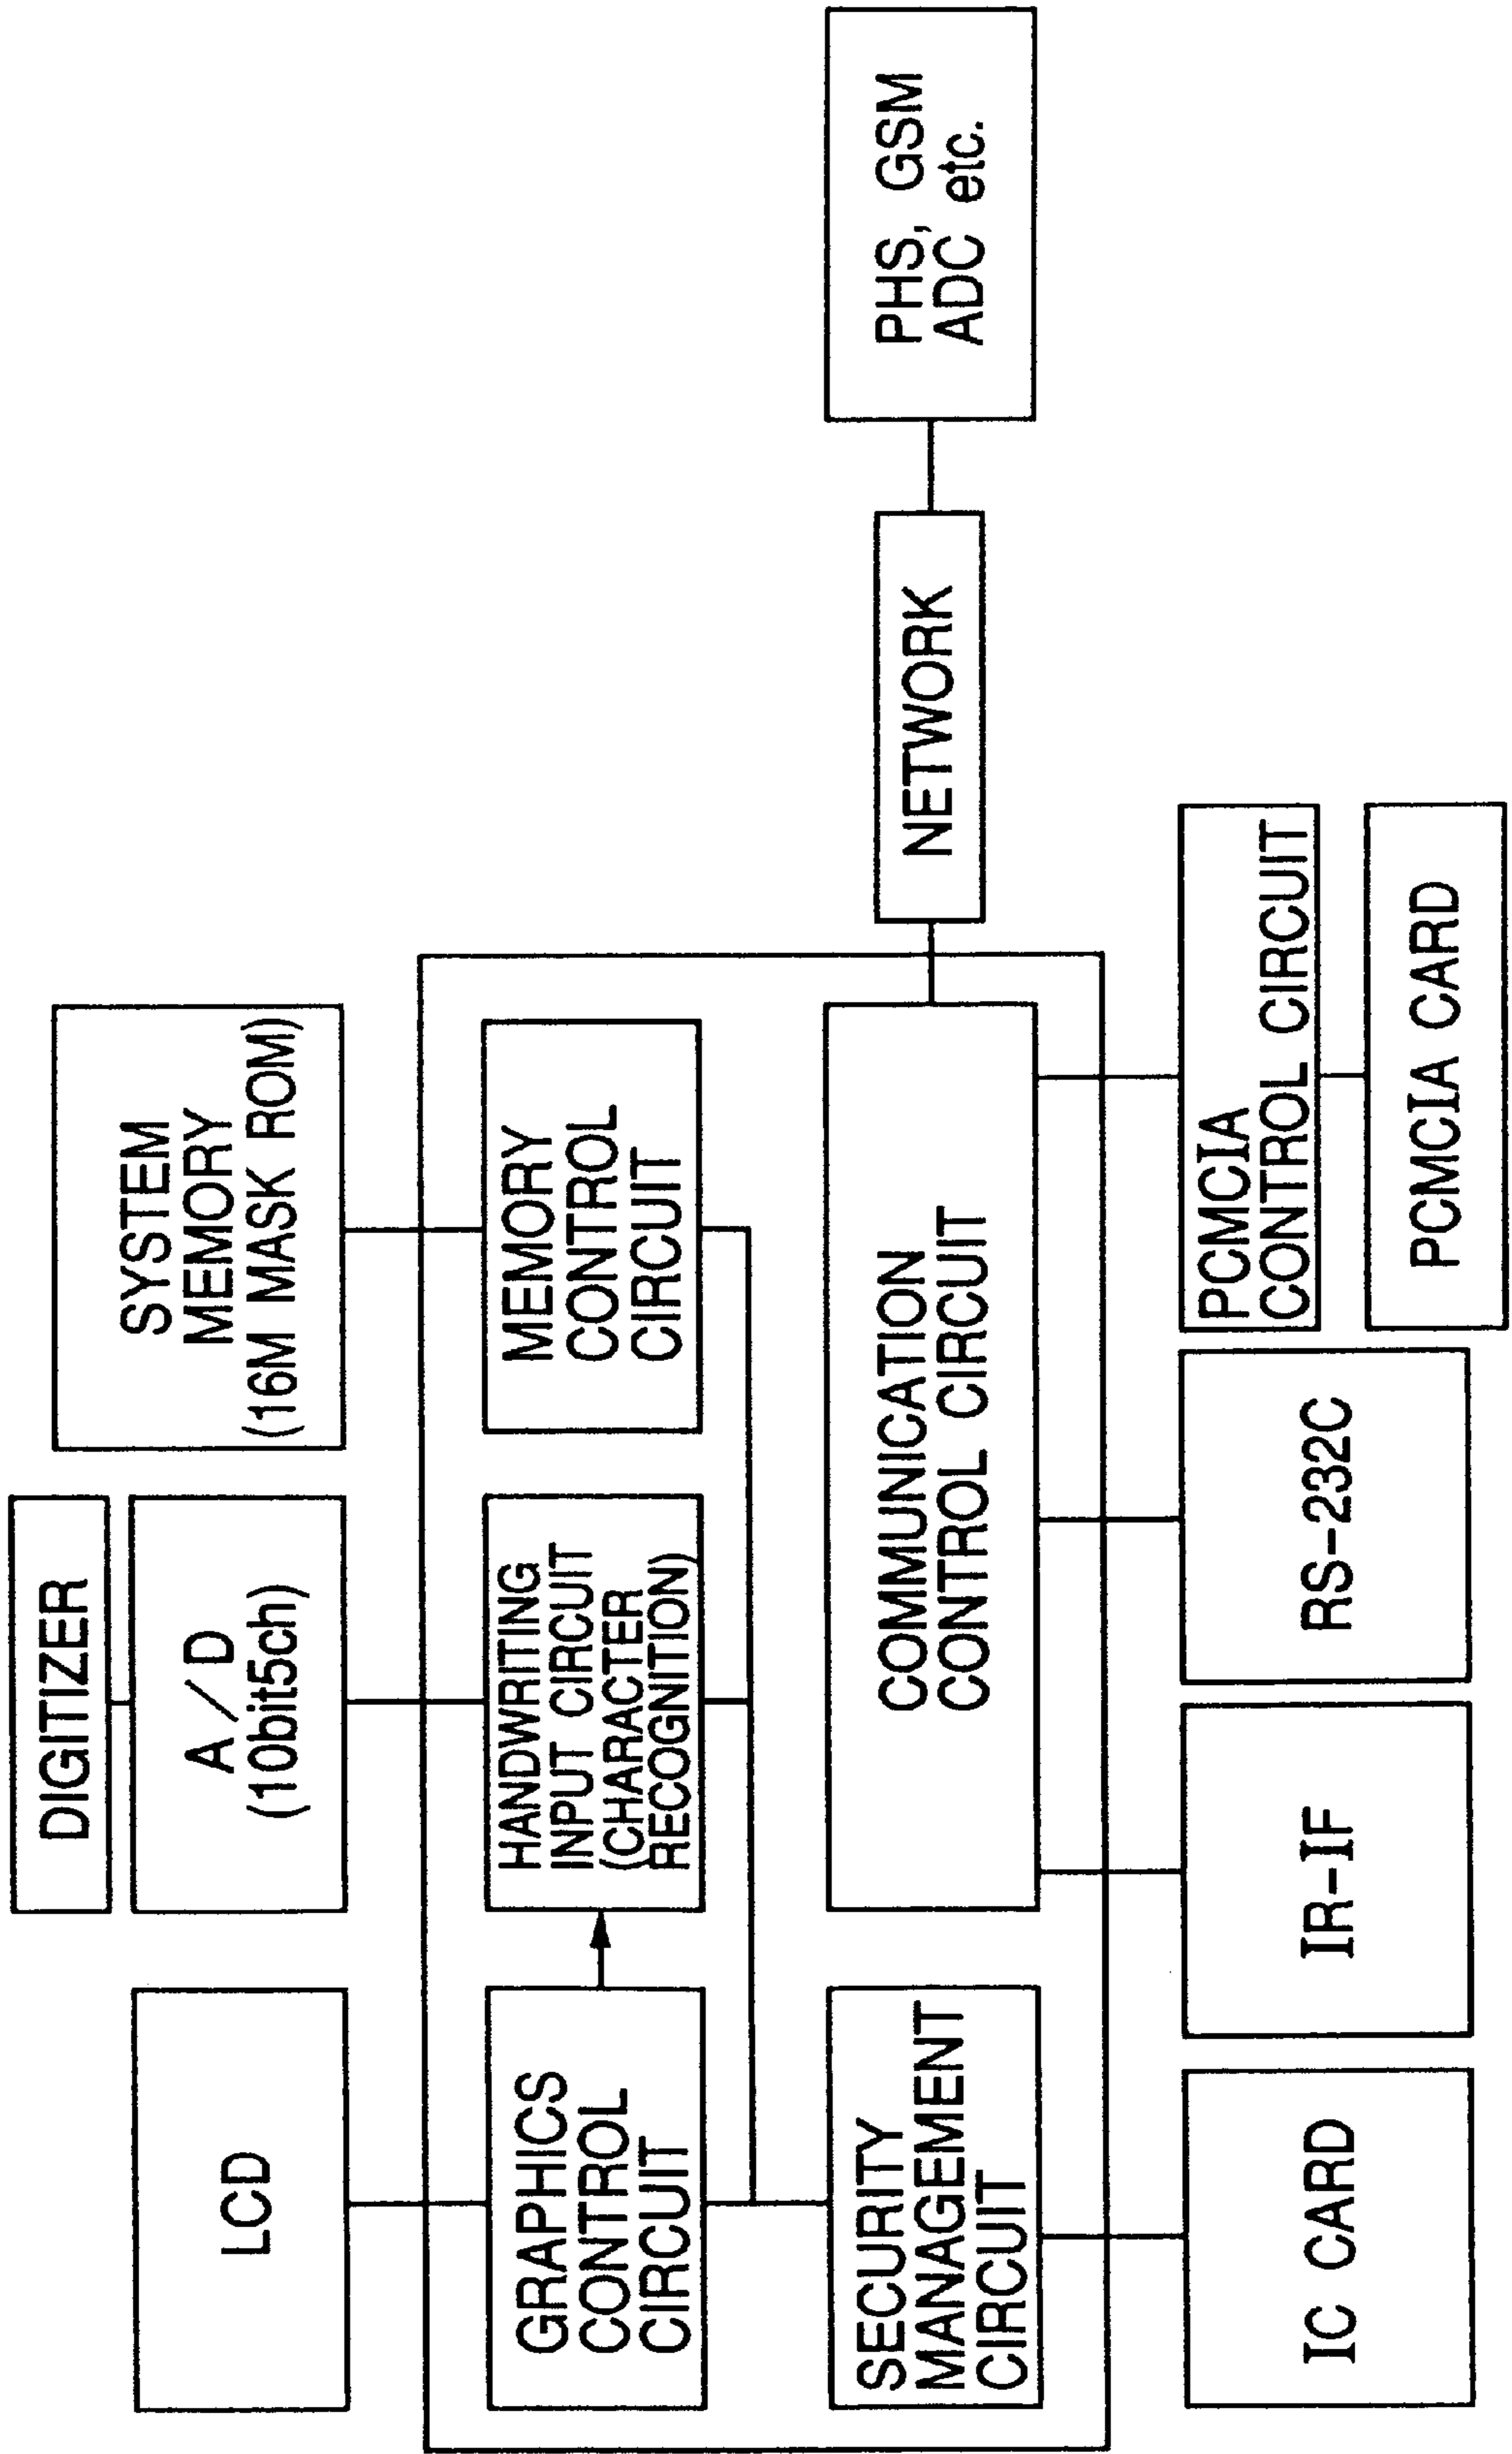 LCD
DIGITIZER
A/D
(10bit5ch)
SYSTEM
MEMORY
(16M MASK ROM)
GRAPHICS
CONTROL
CIRCUIT
HANDWRITING
INPUT CIRCUIT
(CHARACTER
RECOGNITION)
MEMORY
CONTROL
CIRCUIT
SECURITY
MANAGEMENT
CIRCUIT
COMMUNICATION
CONTROL CIRCUIT
NETWORK
PHS, GSM
ADC etc.
IC CARD
IR-IF
RS-232C
PCMCIA
CONTROL CIRCUIT
PCMCIA CARD